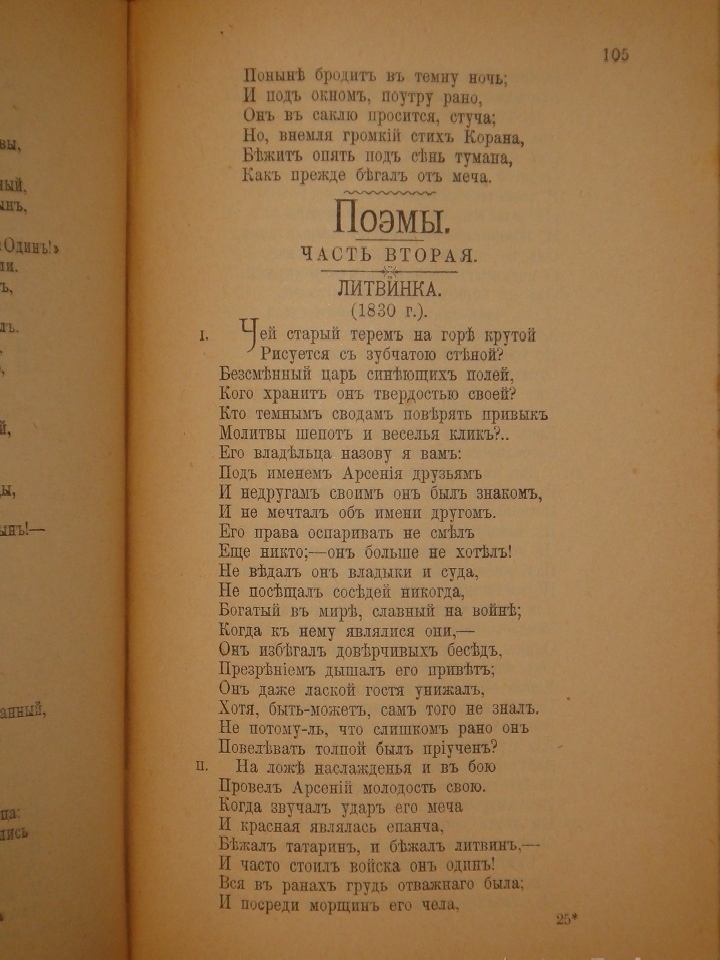 105
Понынѣ бродитъ въ темну ночь;
И подъ окномъ, поутру рано,
Онъ въ саклю просится, стуча;
Но, внемля громкій стихъ Корана,
Бѣжитъ опять подъ сѣнь тумана,
Какъ прежде бѣгалъ отъ меча.
Поэмы.
ЧАСТЬ ВТОРАЯ.
ЛИТВИНКА.
(1830 г.).
I. Чей старый теремъ на горѣ крутой
Рисуется съ зубчатою стѣной?
Безсмѣнный царь синѣющихъ полей,
Кого хранитъ онъ твердостью своей?
Кто темнымъ сводамъ повѣрять привыкъ
Молитвы шепотъ и веселья кликъ?..
Его владѣльца назову я вамъ:
Подъ именемъ Арсенія друзьямъ
И недругамъ своимъ онъ былъ знакомъ,
И не мечталъ объ имени другомъ.
Его права оспаривать не смѣлъ
Еще никто;—онъ больше не хотѣлъ!
Не вѣдалъ онъ владыки и суда,
Не посѣщалъ сосѣдей никогда,
Богатый въ мирѣ, славный на войнѣ;
Когда къ нему являлися они,—
Онъ избѣгалъ довѣрчивыхъ бесѣдъ,
Презрѣніемъ дышалъ его привѣтъ;
Онъ даже лаской гостя унижалъ,
Хотя, быть-можетъ, самъ того не зналъ.
Не потому-ль, что слишкомъ рано онъ
Повелѣвать толпой былъ пріученъ?
II. На ложѣ наслажденья и въ бою
Провелъ Арсеній молодость свою.
Когда звучалъ ударъ его меча
И красная являлась епанча,
Бѣжалъ татаринъ, и бѣжалъ литвинъ,—
И часто стоилъ войска онъ одинъ!
Вся въ ранахъ грудь отважнаго была;
И посреди морщинъ его чела,
25*